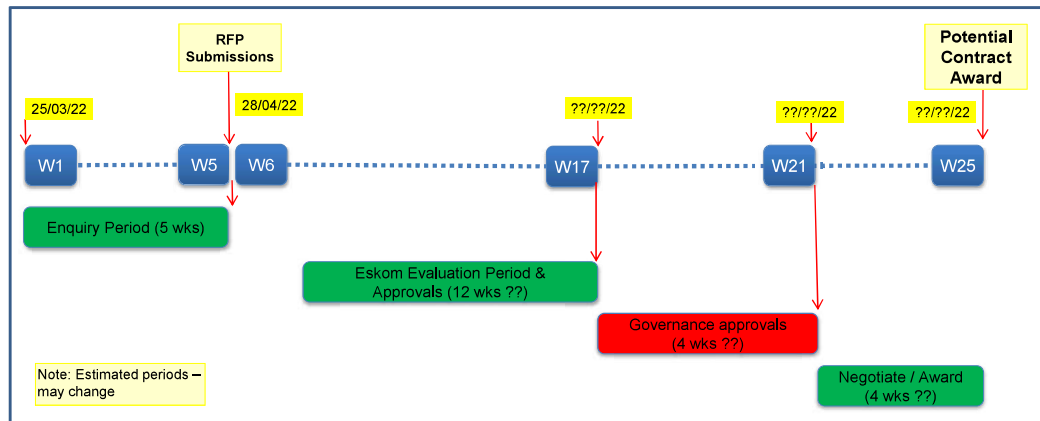 RFP
Submissions
Potential
Contract
Award
25/03/22
28/04/22
??/??/22
??/??/22
??/??/22
W1
W5
W6
W17
W21
W25
Enquiry Period (5 wks)
Eskom Evaluation Period &
Approvals (12 wks ??)
Governance approvals
(4 wks ??)
Note: Estimated periods –
may change
Negotiate / Award
(4 wks ??)